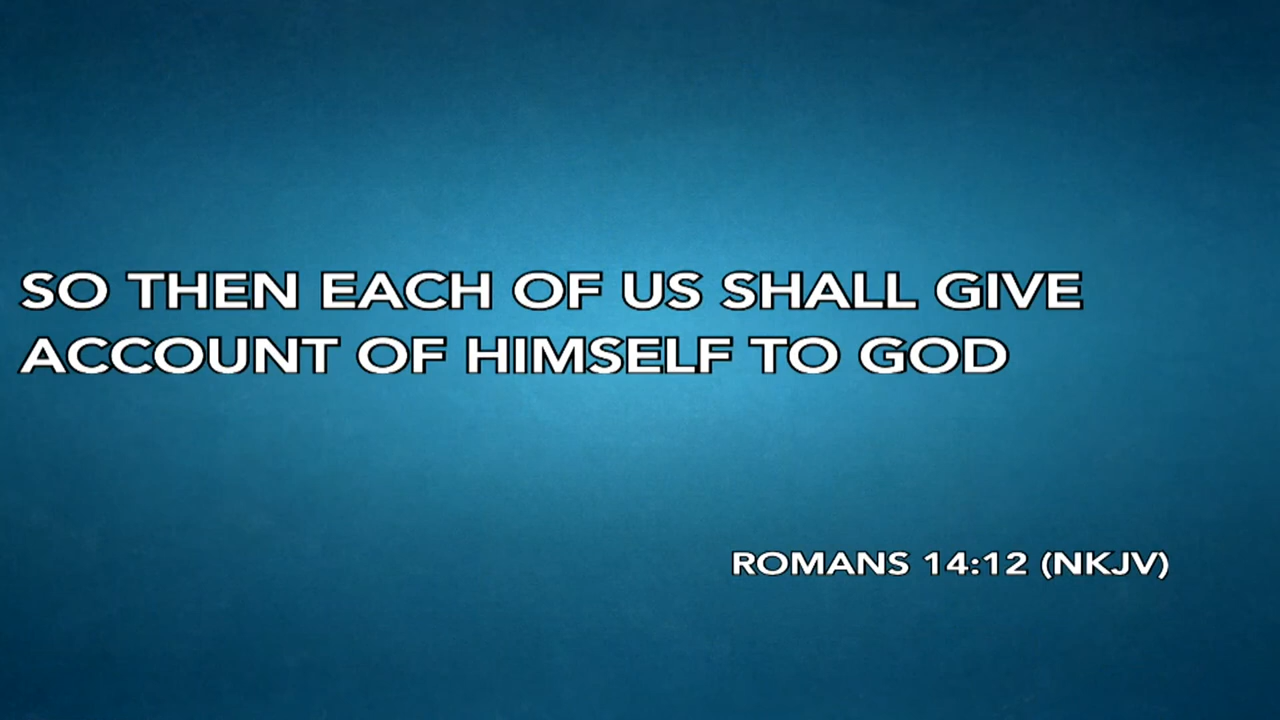 SO THEN EACH OF US SHALL GIVE
ACCOUNT OF HIMSELF TO GOD
ROMANS 14:12 (NKJV)